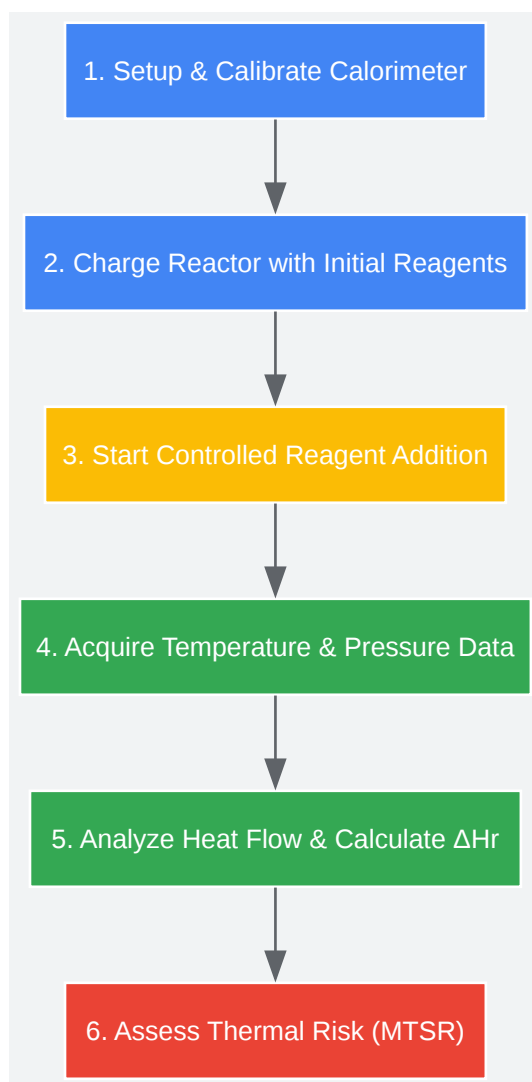 1. Setup & Calibrate Calorimeter
2. Charge Reactor with Initial Reagents
3. Start Controlled Reagent Addition
4. Acquire Temperature & Pressure Data
5. Analyze Heat Flow & Calculate ΔHr
6. Assess Thermal Risk (MTSR)